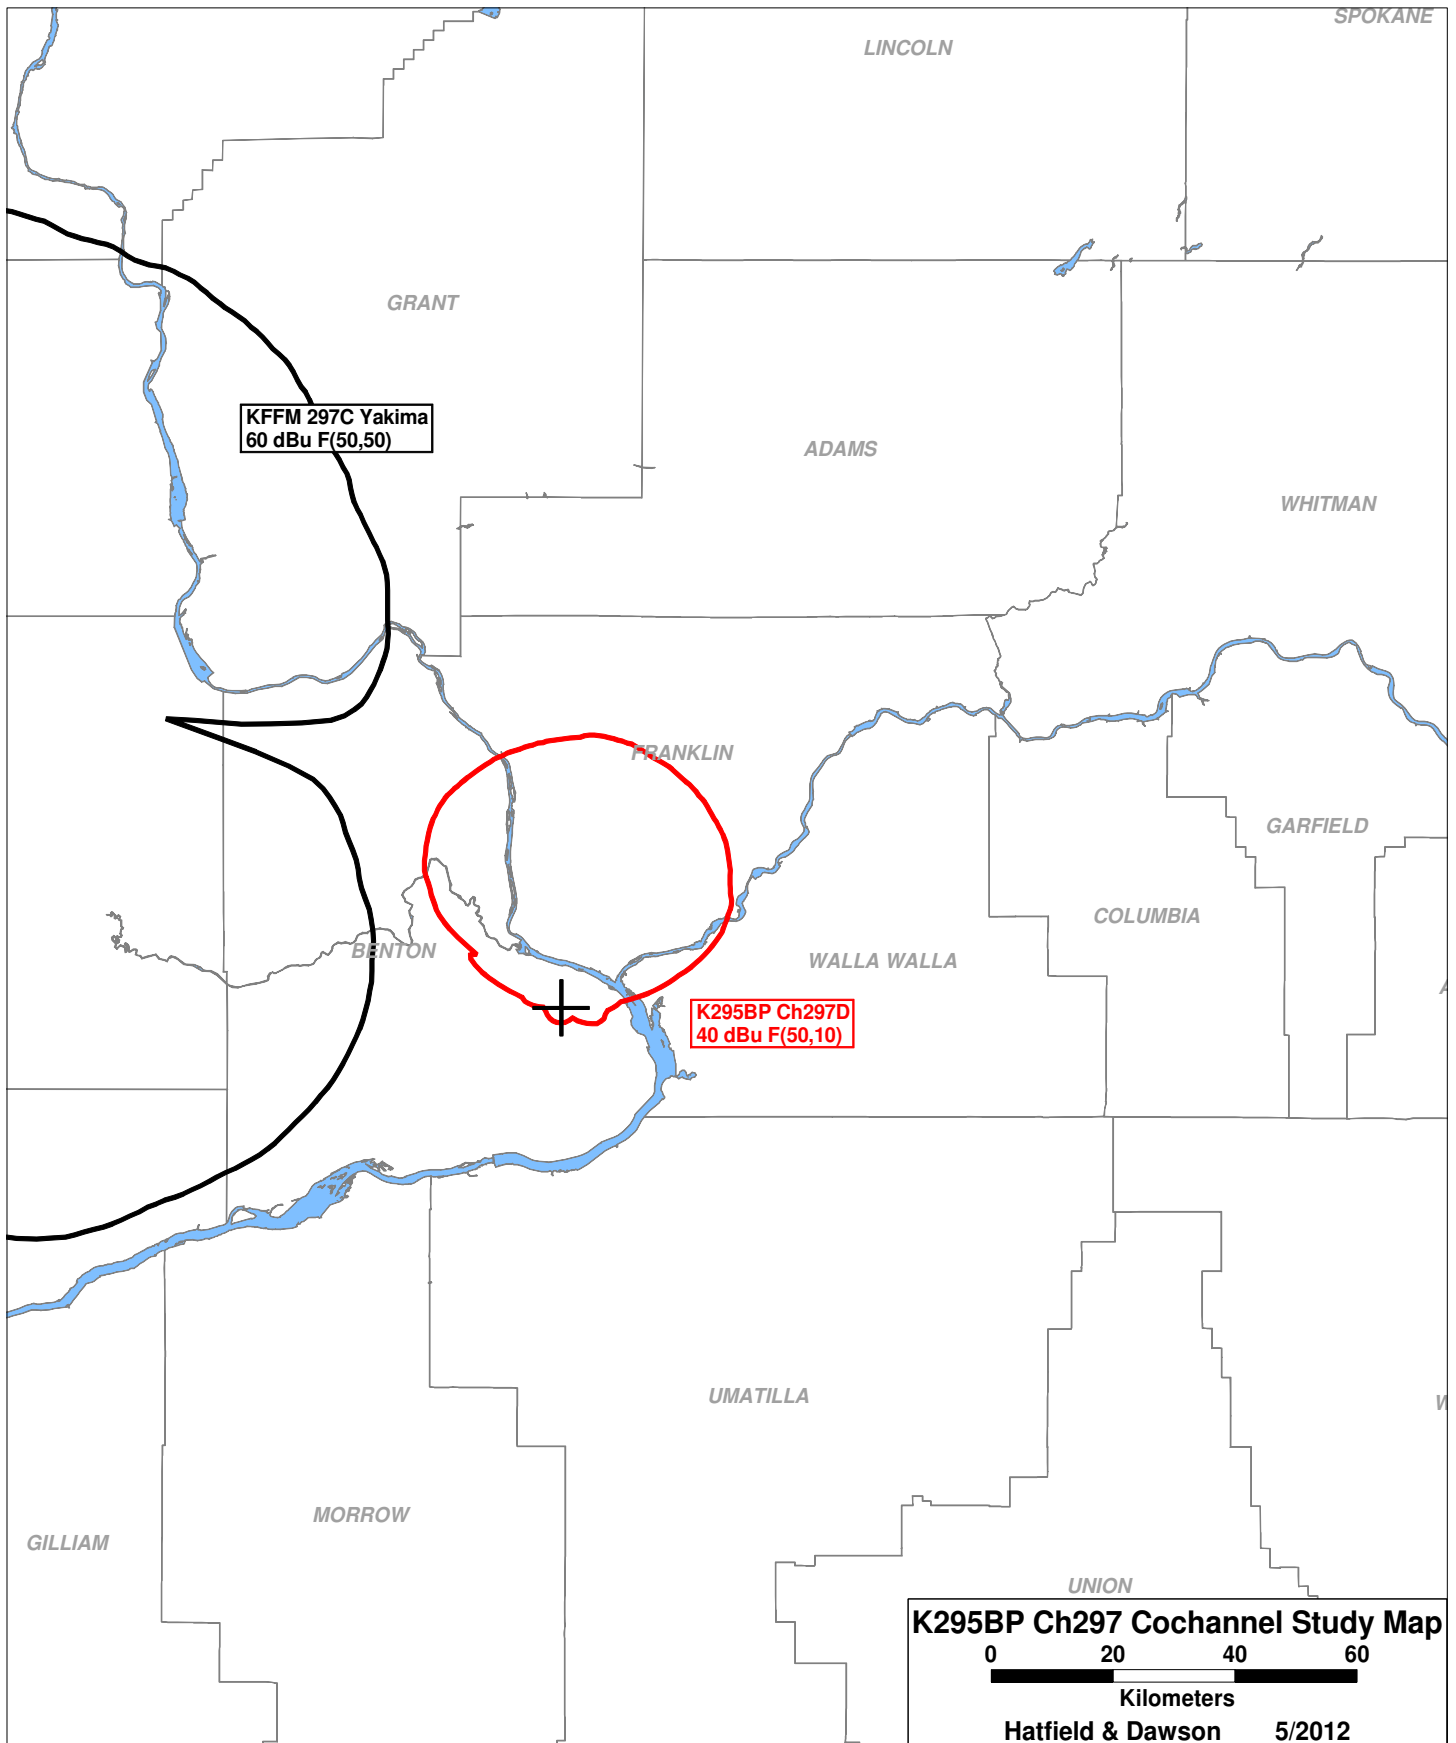 SPOKANE
LINCOLN
GRANT
KFFM 297C Yakima
60 dBu F(50,50)
ADAMS
WHITMAN
FRANKLIN
GARFIELD
COLUMBIA
BENTON
WALLA WALLA
A
K295BP Ch297D
40 dBu F(50,10)
UMATILLA
W
MORROW
GILLIAM
UNION
K295BP Ch297 Cochannel Study Map
0 20 40 60
Kilometers
Hatfield & Dawson 5/2012